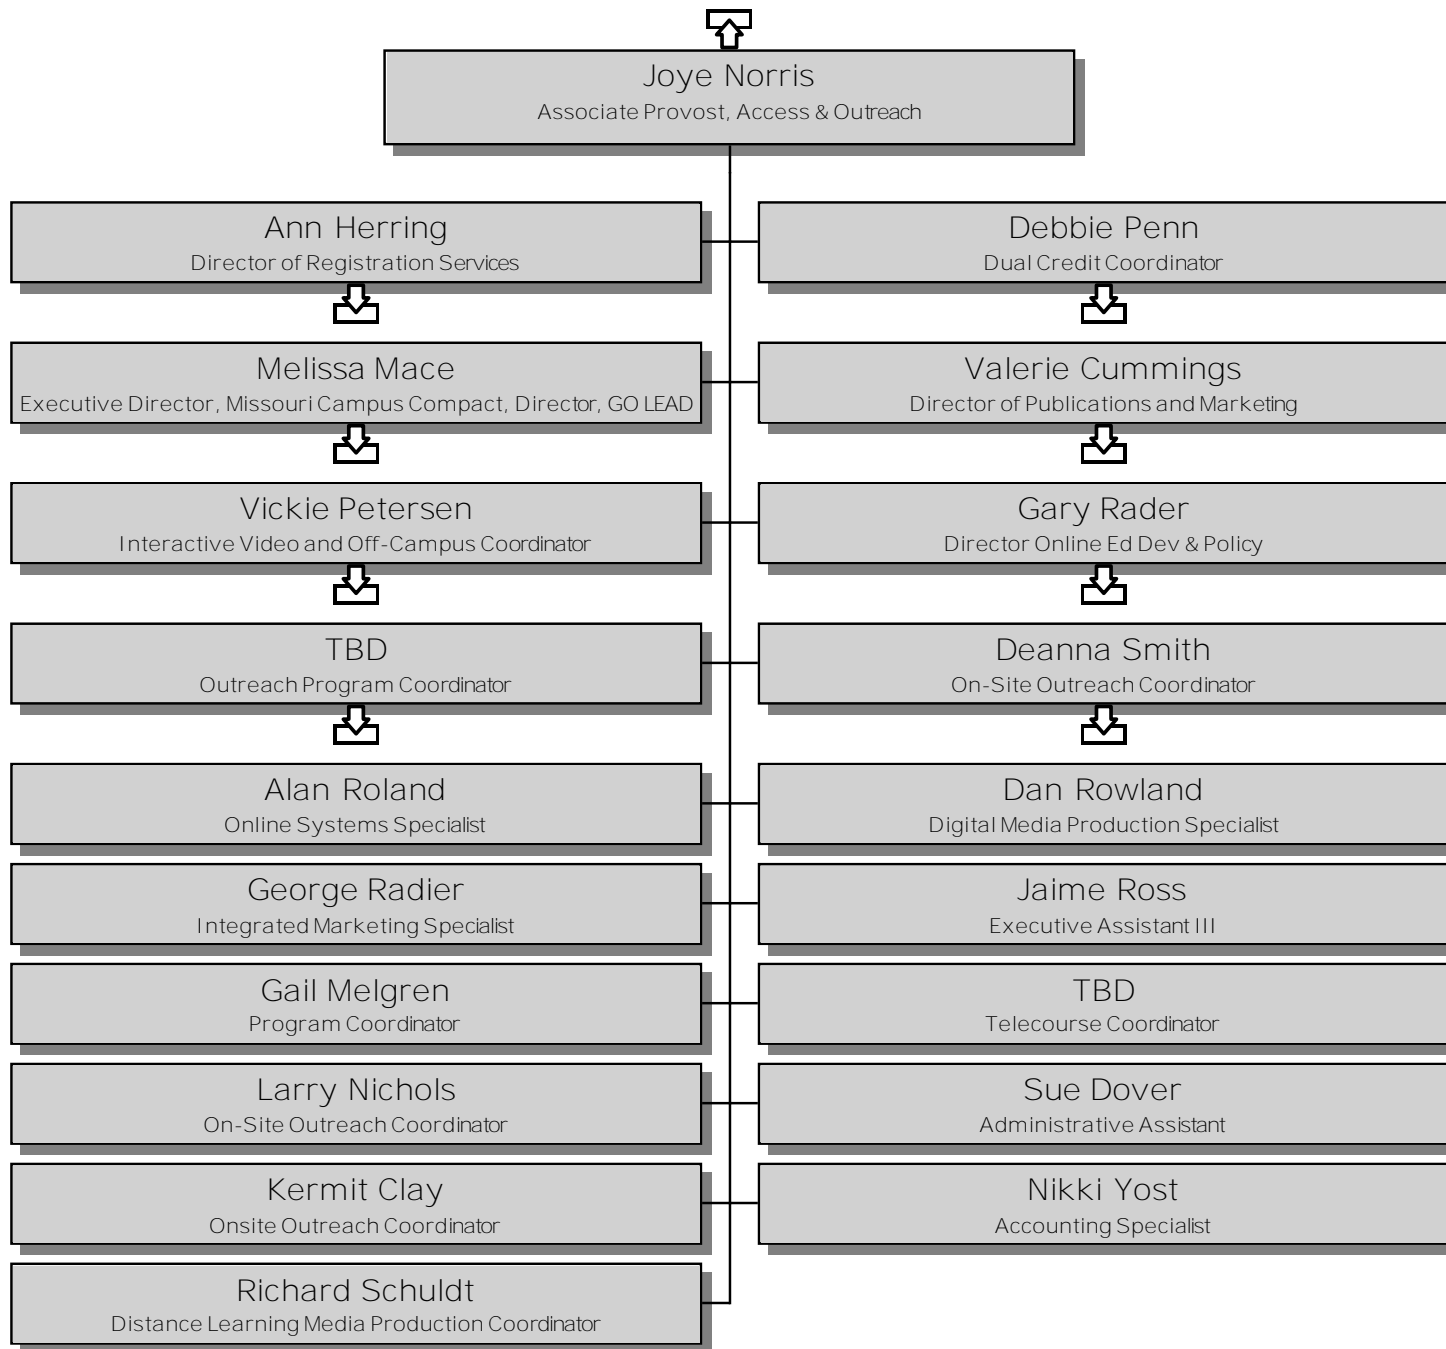 Joye Norris
Associate Provost, Access & Outreach
Ann Herring
Director of Registration Services
Debbie Penn
Dual Credit Coordinator
Melissa Mace
Executive Director, Missouri Campus Compact, Director, GO LEAD
Valerie Cummings
Director of Publications and Marketing
Vickie Petersen
Interactive Video and Off-Campus Coordinator
Gary Rader
Director Online Ed Dev & Policy
TBD
Outreach Program Coordinator
Deanna Smith
On-Site Outreach Coordinator
Alan Roland
Online Systems Specialist
Dan Rowland
Digital Media Production Specialist
George Radier
Integrated Marketing Specialist
Jaime Ross
Executive Assistant III
Gail Melgren
Program Coordinator
TBD
Telecourse Coordinator
Larry Nichols
On-Site Outreach Coordinator
Sue Dover
Administrative Assistant
Kermit Clay
Onsite Outreach Coordinator
Nikki Yost
Accounting Specialist
Richard Schuldt
Distance Learning Media Production Coordinator